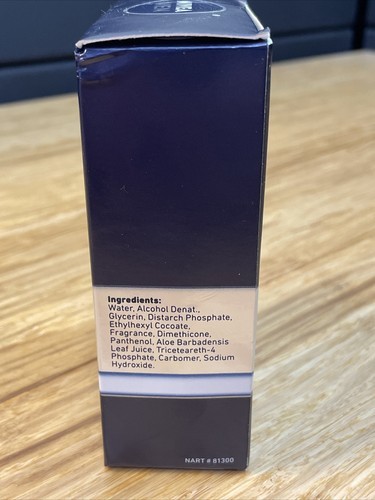 Ingredients:
Water, Alcohol Denat.,
Glycerin, Distarch Phosphate,
Ethylhexyl Cocoate,
Fragrance, Dimethicone,
Panthenol, Aloe Barbadensis
Leaf Juice, Triceteareth-4
Phosphate, Carbomer, Sodium
Hydroxide.
NART # 81300